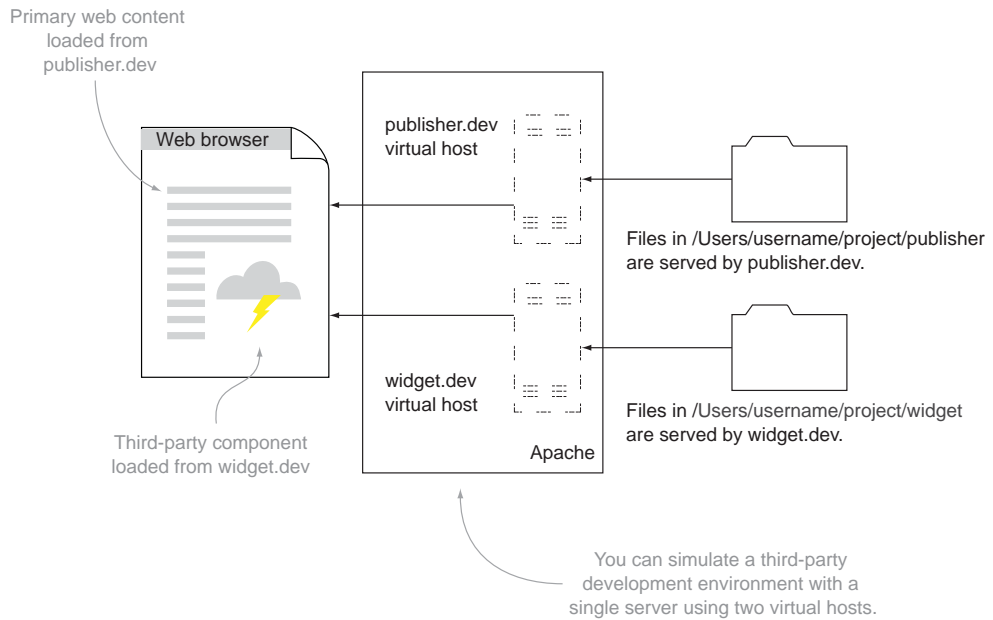 Primary web content
loaded from
publisher.dev
Web browser
publisher.dev
virtual host
Files in /Users/username/project/publisher
are served by publisher.dev.
widget.dev
virtual host
Files in /Users/username/project/widget
are served by widget.dev.
Third-party component
loaded from widget.dev
Apache
You can simulate a third-party
development environment with a
single server using two virtual hosts.